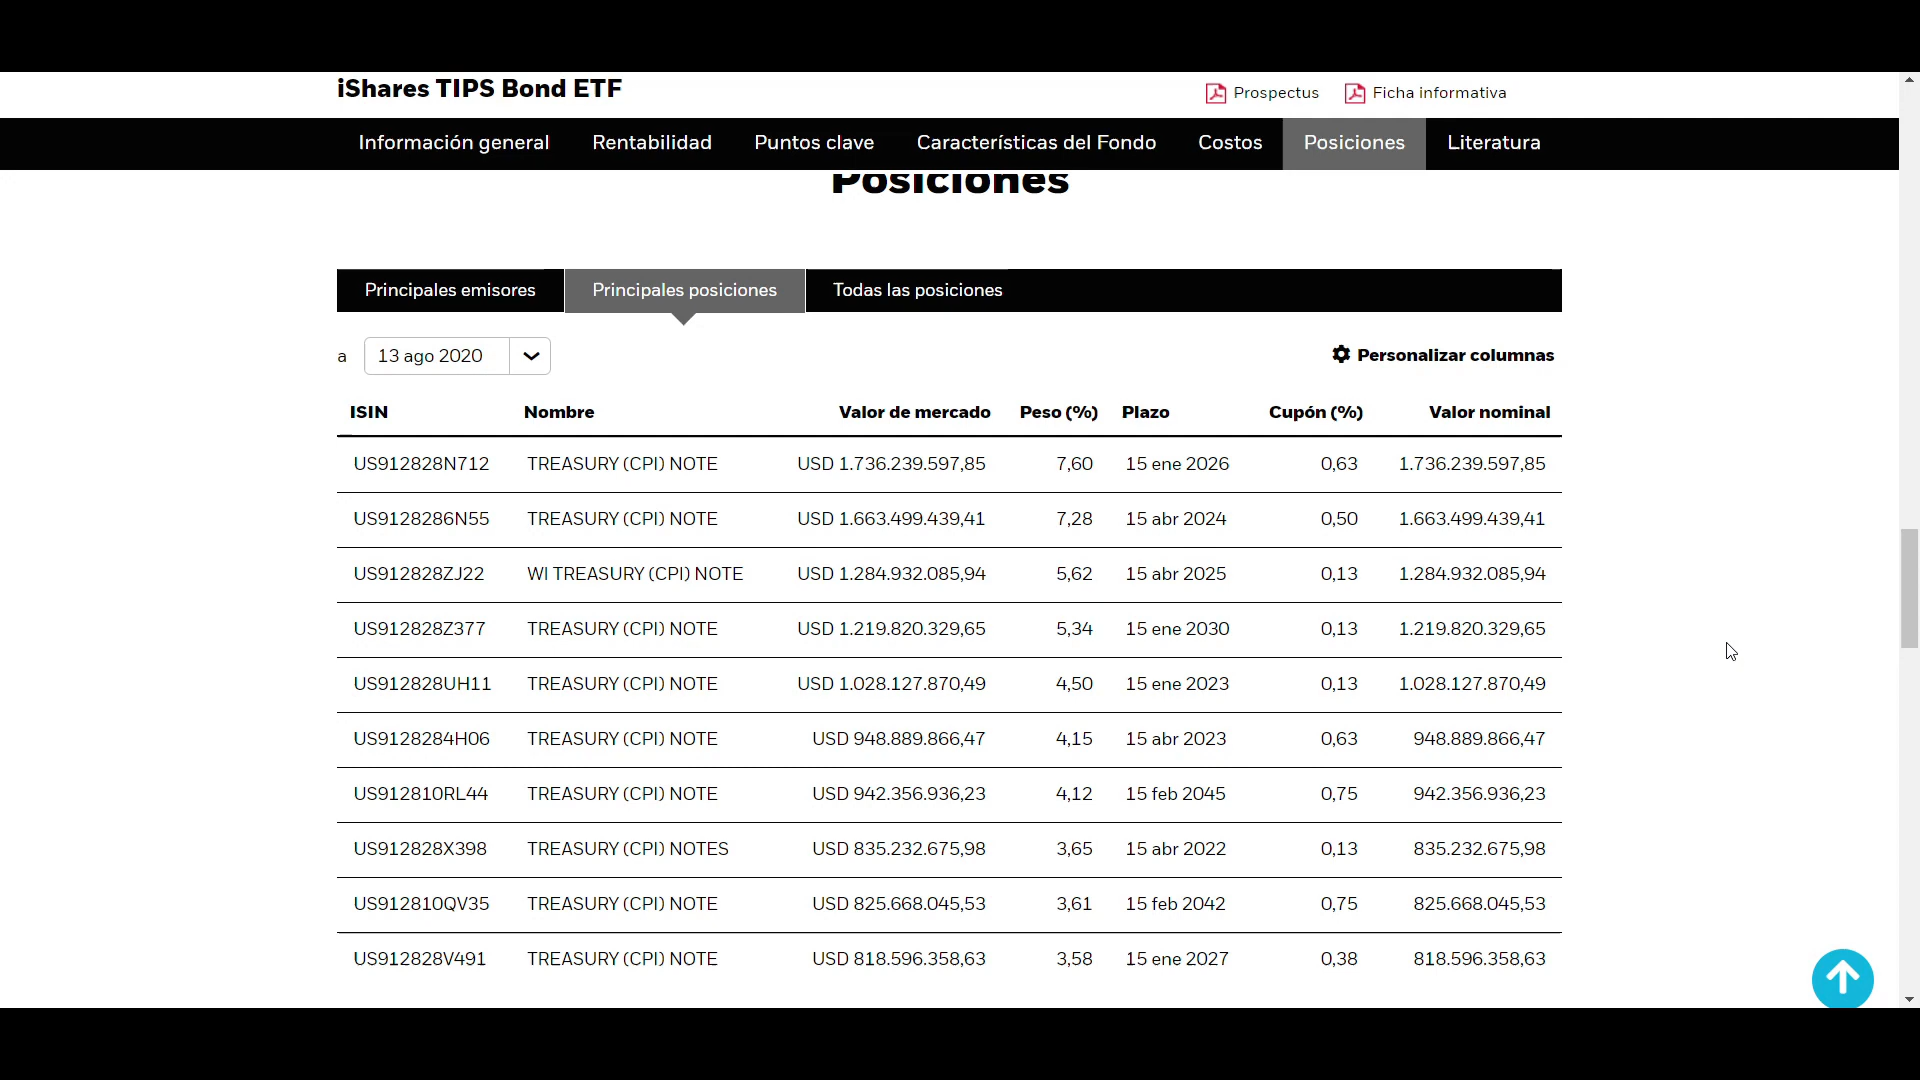 iShares TIPS Bond ETF
Prospectus Ficha informativa
Información general Rentabilidad Puntos clave Características del Fondo Costos Posiciones Literatura
Posiciones
Principales emisores Principales posiciones Todas las posiciones
a 13 ago 2020 Personalizar columnas
ISIN Nombre Valor de mercado Peso (%) Plazo Cupón (%) Valor nominal
US912828N712 TREASURY (CPI) NOTE USD 1.736.239.597,85 7,60 15 ene 2026 0,63 1.736.239.597,85
US9128286N55 TREASURY (CPI) NOTE USD 1.663.499.439,41 7,28 15 abr 2024 0,50 1.663.499.439,41
US912828ZJ22 WI TREASURY (CPI) NOTE USD 1.284.932.085,94 5,62 15 abr 2025 0,13 1.284.932.085,94
US912828Z377 TREASURY (CPI) NOTE USD 1.219.820.329,65 5,34 15 ene 2030 0,13 1.219.820.329,65
US912828UH11 TREASURY (CPI) NOTE USD 1.028.127.870,49 4,50 15 ene 2023 0,13 1.028.127.870,49
US9128284H06 TREASURY (CPI) NOTE USD 948.889.866,47 4,15 15 abr 2023 0,63 948.889.866,47
US912810RL44 TREASURY (CPI) NOTE USD 942.356.936,23 4,12 15 feb 2045 0,75 942.356.936,23
US912828X398 TREASURY (CPI) NOTES USD 835.232.675,98 3,65 15 abr 2022 0,13 835.232.675,98
US912810QV35 TREASURY (CPI) NOTE USD 825.668.045,53 3,61 15 feb 2042 0,75 825.668.045,53
US912828V491 TREASURY (CPI) NOTE USD 818.596.358,63 3,58 15 ene 2027 0,38 818.596.358,63